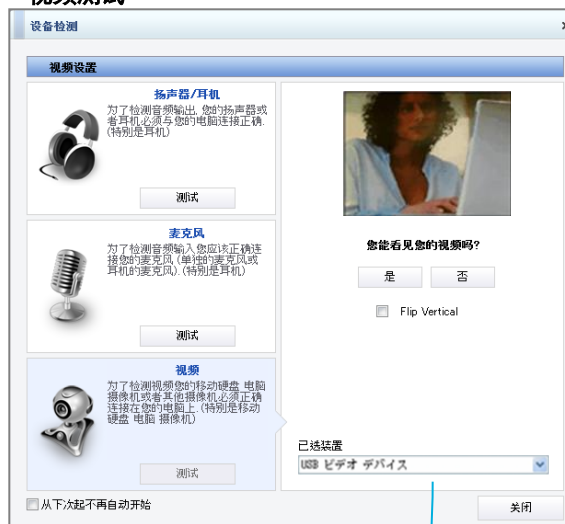 视频测试
设备检测
视频设置
扬声器/耳机
为了检测音频输出, 您的扬声器或
者耳机必须与您的电脑连接正确.
(特别是耳机)
测试
麦克风
为了检测音频输入您应该正确连
接您的麦克风, (单独的麦克风或
耳机的麦克风). (特别是耳机)
测试
视频
为了检测视频您的移动硬盘 电脑
摄像机或者其他摄像机必须正确
连接在您的电脑上. (特别是移动
硬盘 电脑 摄像机)
测试
您能看见您的视频吗?
是 否
Flip Vertical
已选装置
USB ビデオ デバイス
从下次起不再自动开始
关闭